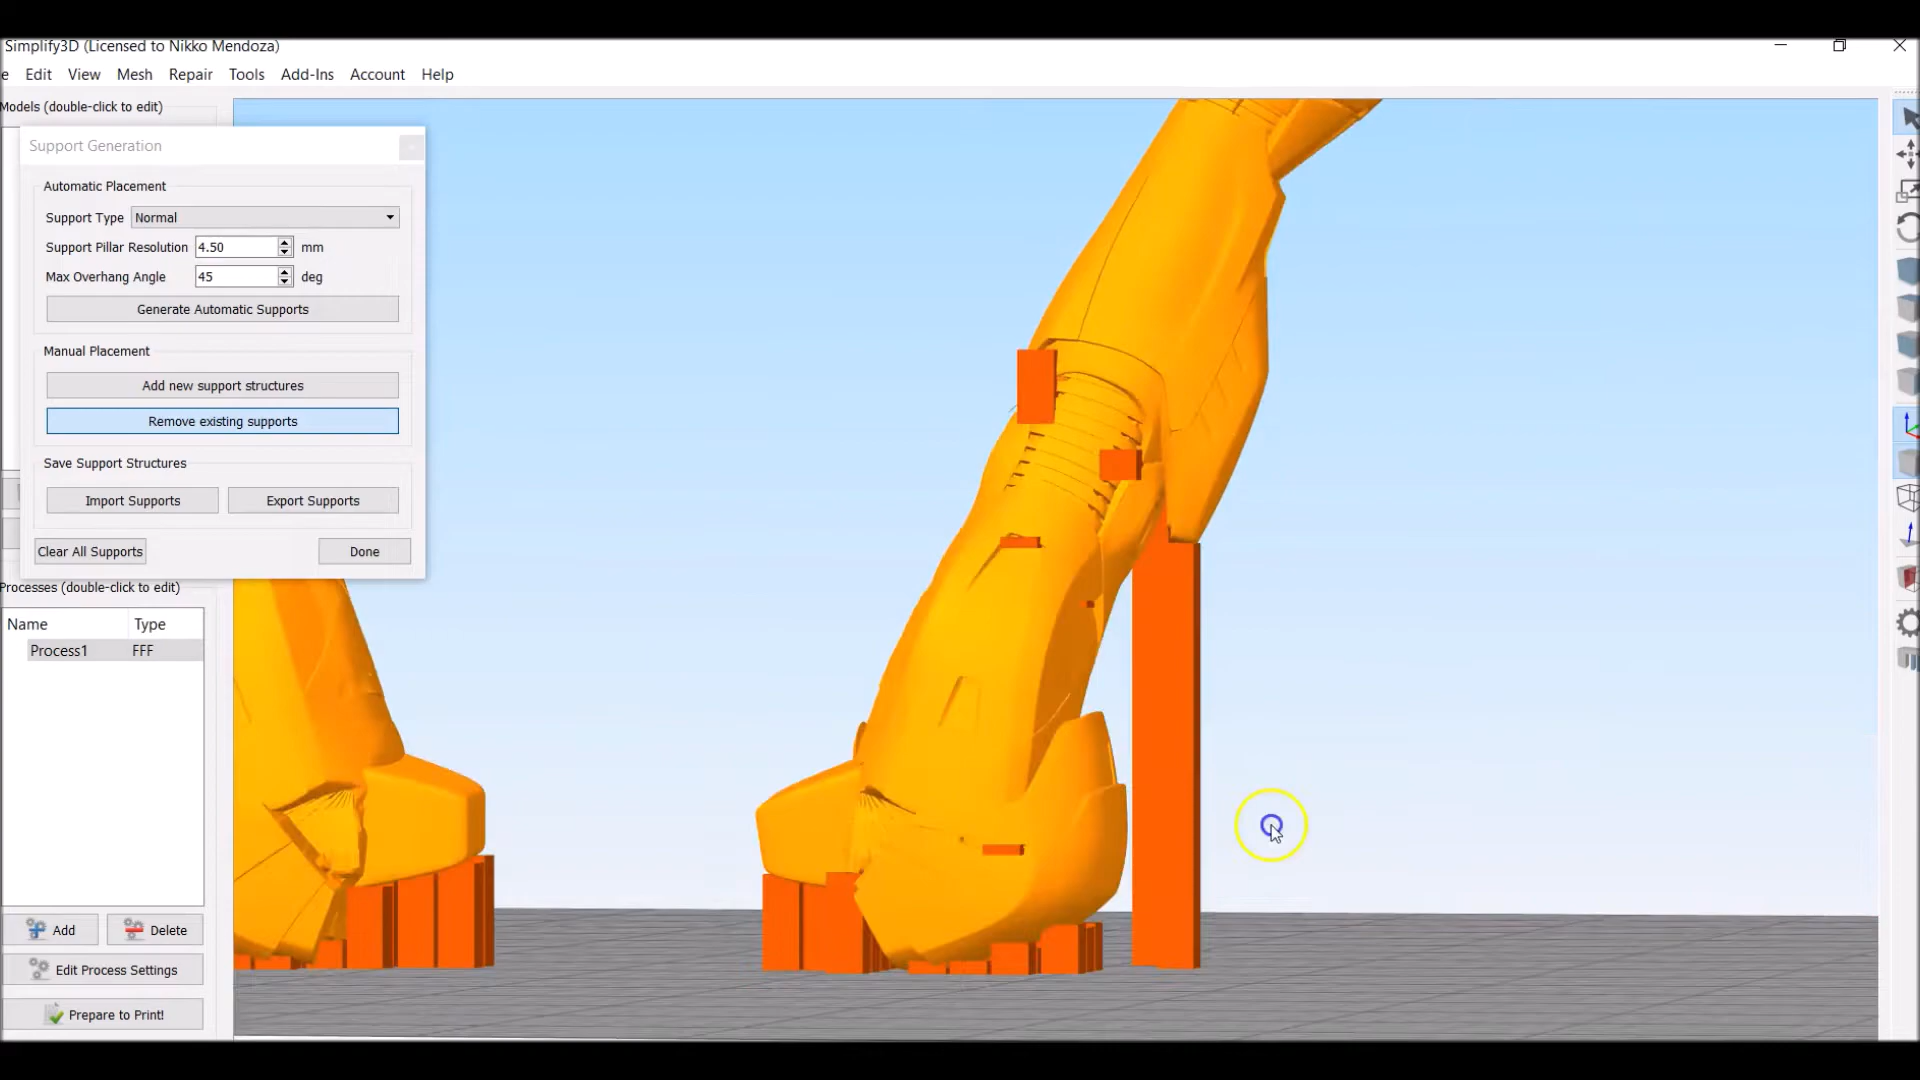 Simplify3D (Licensed to Nikko Mendoza)
e Edit View Mesh Repair Tools Add-Ins Account Help
Models (double-click to edit)
Support Generation
Automatic Placement
Support Type Normal
Support Pillar Resolution 4.50 mm
Max Overhang Angle 45 deg
Generate Automatic Supports
Manual Placement
Add new support structures
Remove existing supports
Save Support Structures
Import Supports Export Supports
Clear All Supports Done
Processes (double-click to edit)
Name Type
Process1 FFF
Add Delete
Edit Process Settings
Prepare to Print!